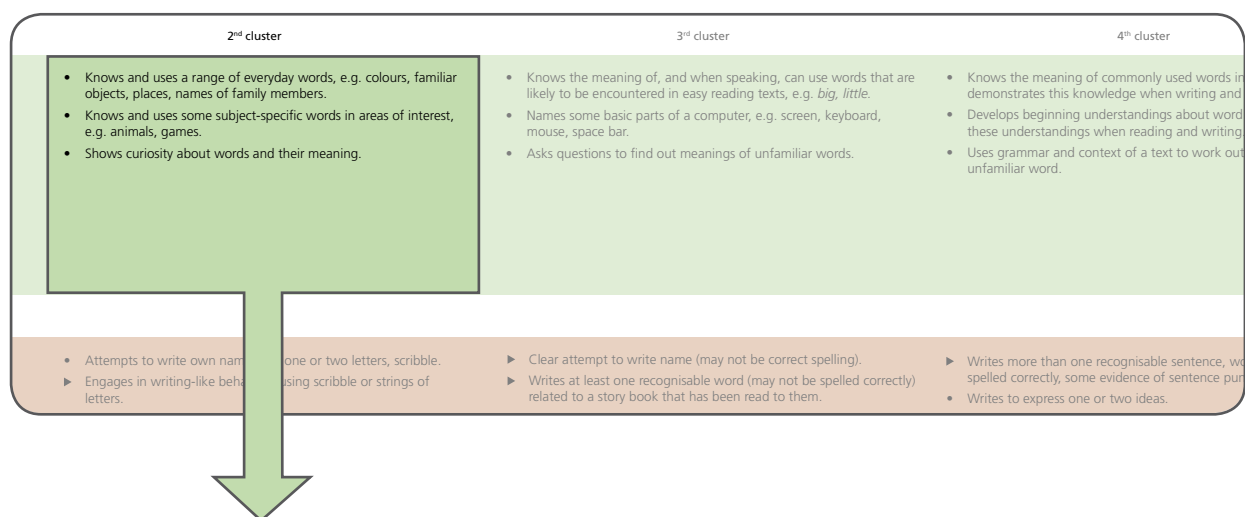 2nd cluster
3rd cluster
4th cluster
• Knows and uses a range of everyday words, e.g. colours, familiar
objects, places, names of family members.
• Knows and uses some subject-specific words in areas of interest,
e.g. animals, games.
• Shows curiosity about words and their meaning.
• Knows the meaning of, and when speaking, can use words that are
likely to be encountered in easy reading texts, e.g. big, little.
• Names some basic parts of a computer, e.g. screen, keyboard,
mouse, space bar.
• Asks questions to find out meanings of unfamiliar words.
• Knows the meaning of commonly used words in
demonstrates this knowledge when writing and
• Develops beginning understandings about word
these understandings when reading and writing.
• Uses grammar and context of a text to work out
unfamiliar word.
• Attempts to write own one or two letters, scribble.
▶ Engages in writing-like using scribble or strings of
letters.
▶ Clear attempt to write name (may not be correct spelling).
▶ Writes at least one recognisable word (may not be spelled correctly)
related to a story book that has been read to them.
▶ Writes more than one recognisable sentence,
spelled correctly, some evidence of sentence
• Writes to express one or two ideas.